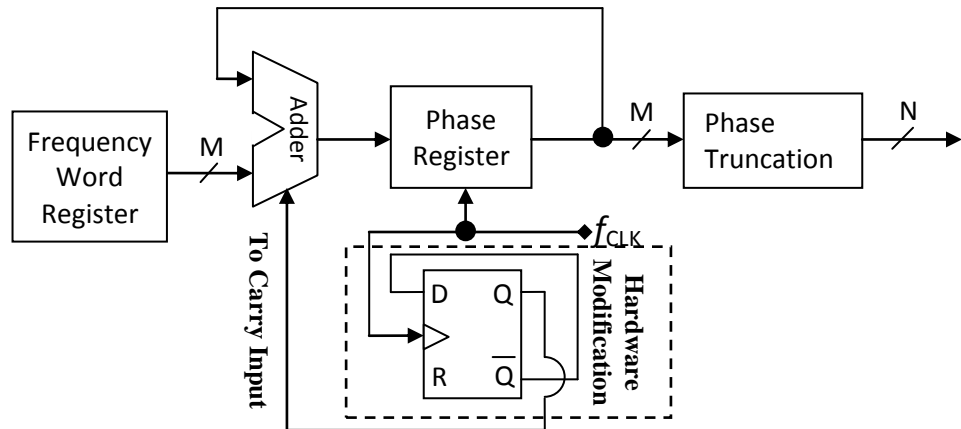 Frequency
Word
Register
M
Adder
Phase
Register
M
Phase
Truncation
N
To Carry Input
fCLK
Hardware
Modification
D Q
R Q̅